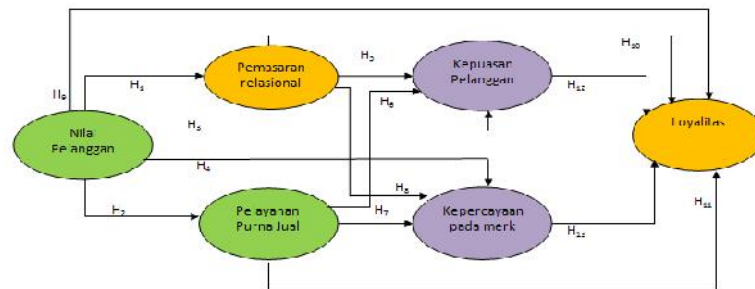 H₁₀
H₅
Pemasaran
relasional
Kepuasan
Pelanggan
H₁
H₁₂
H₉
H₆
Loyalitas
H₃
Nilai
Pelanggan
H₄
H₈
H₂
Pelayanan
Purna Jual
H₇
Kepercayaan
pada merk
H₁₁
H₁₃